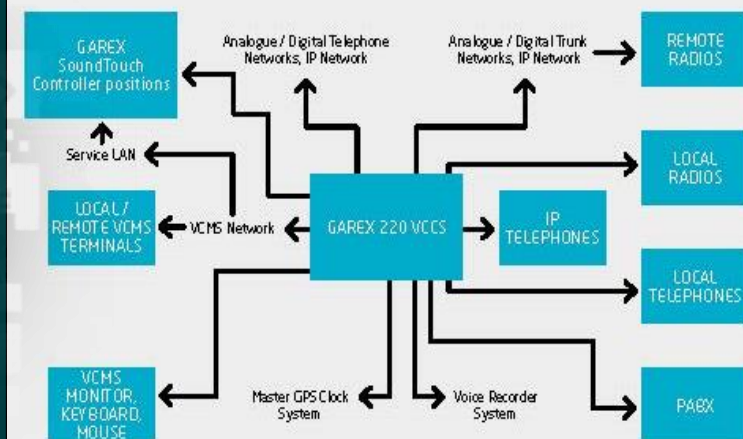 GAREX
SoundTouch
Controller positions
Analogue / Digital Telephone
Networks, IP Network
Analogue / Digital Trunk
Networks, IP Network
REMOTE
RADIOS
Service LAN
LOCAL
RADIOS
LOCAL /
REMOTE VCMS
TERMINALS
VCMS Network
GAREX 220 VCCS
IP
TELEPHONES
LOCAL
TELEPHONES
VCMS
MONITOR,
KEYBOARD,
MOUSE
Master GPS Clock
System
Voice Recorder
System
PABX